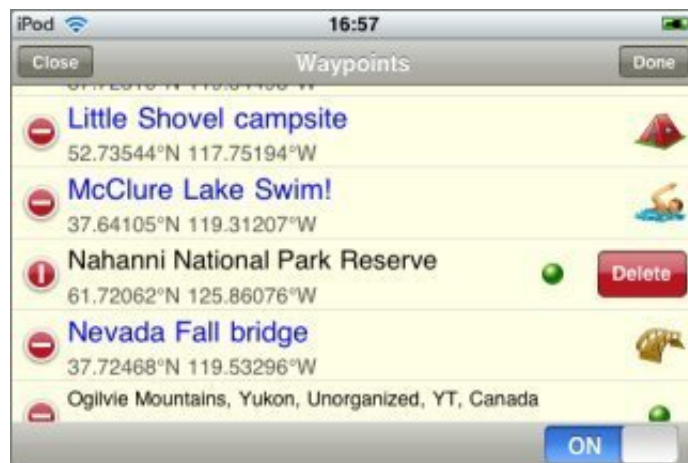 iPod
16:57
Close
Waypoints
Done
Little Shovel campsite
52.73544°N 117.75194°W
McClure Lake Swim!
37.64105°N 119.31207°W
Nahanni National Park Reserve
61.72062°N 125.86076°W
Delete
Nevada Fall bridge
37.72468°N 119.53296°W
Ogilvie Mountains, Yukon, Unorganized, YT, Canada
ON